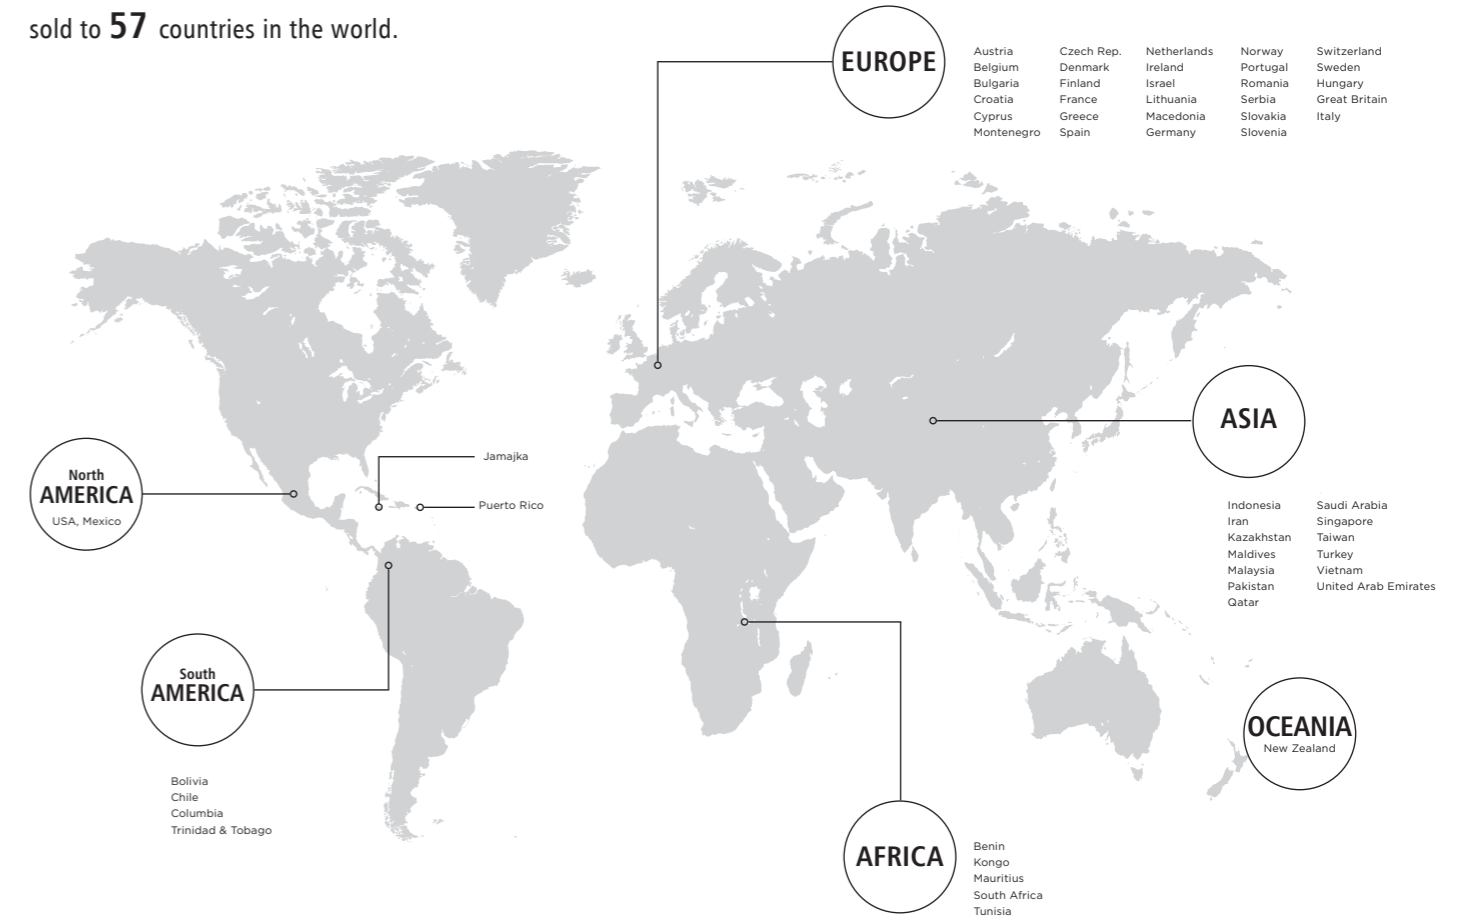 sold to 57 countries in the world.
EUROPE
Austria
Belgium
Bulgaria
Croatia
Cyprus
Montenegro
Czech Rep.
Denmark
Finland
France
Greece
Spain
Netherlands
Ireland
Israel
Lithuania
Macedonia
Germany
Norway
Portugal
Romania
Serbia
Slovakia
Slovenia
Switzerland
Sweden
Hungary
Great Britain
Italy
ASIA
Indonesia
Iran
Kazakhstan
Maldives
Malaysia
Pakistan
Qatar
Saudi Arabia
Singapore
Taiwan
Turkey
Vietnam
United Arab Emirates
North
AMERICA
USA, Mexico
Jamajka
Puerto Rico
South
AMERICA
Bolivia
Chile
Columbia
Trinidad & Tobago
OCEANIA
New Zealand
AFRICA
Benin
Kongo
Mauritius
South Africa
Tunisia